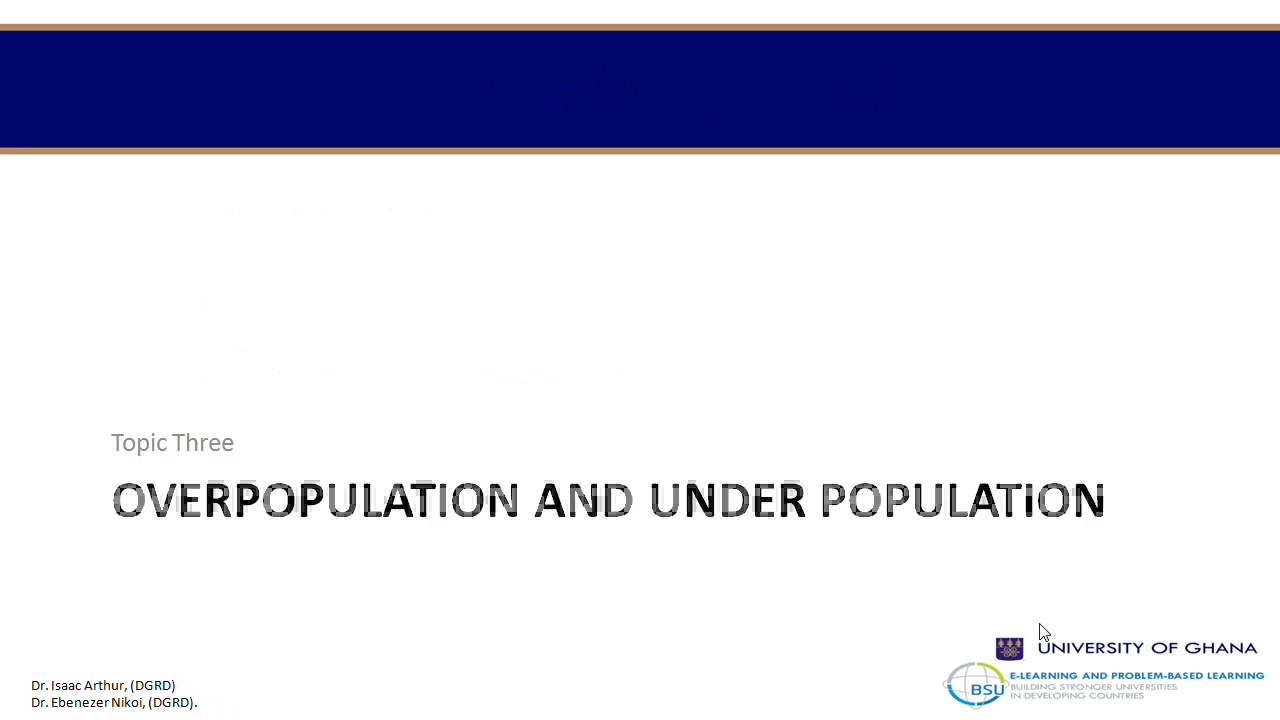 Topic Three
OVERPOPULATION AND UNDER POPULATION
UNIVERSITY OF GHANA
BSU
E-LEARNING AND PROBLEM-BASED LEARNING
BUILDING STRONGER UNIVERSITIES
IN DEVELOPING COUNTRIES
Dr. Isaac Arthur, (DGRD)
Dr. Ebenezer Nikoi, (DGRD).